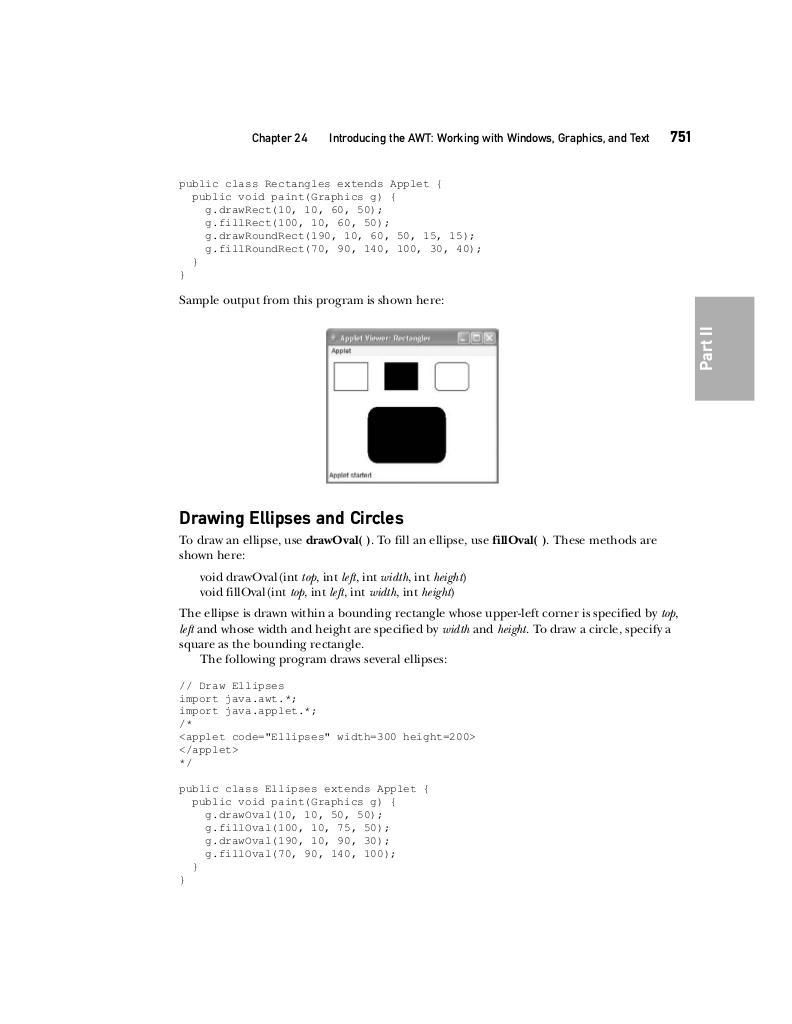 Chapter 24 Introducing the AWT: Working with Windows, Graphics, and Text 751
public class Rectangles extends Applet {
  public void paint(Graphics g) {
    g.drawRect(10, 10, 60, 50);
    g.fillRect(100, 10, 60, 50);
    g.drawRoundRect(190, 10, 60, 50, 15, 15);
    g.fillRoundRect(70, 90, 140, 100, 30, 40);
  }
}
Sample output from this program is shown here:
Part II
Applet Viewer: Rectangles
Applet
Applet started
Drawing Ellipses and Circles
To draw an ellipse, use drawOval( ). To fill an ellipse, use fillOval( ). These methods are
shown here:
void drawOval(int top, int left, int width, int height)
void fillOval(int top, int left, int width, int height)
The ellipse is drawn within a bounding rectangle whose upper-left corner is specified by top,
left and whose width and height are specified by width and height. To draw a circle, specify a
square as the bounding rectangle.
The following program draws several ellipses:
// Draw Ellipses
import java.awt.*;
import java.applet.*;
/*
<applet code="Ellipses" width=300 height=200>
</applet>
*/
public class Ellipses extends Applet {
  public void paint(Graphics g) {
    g.drawOval(10, 10, 50, 50);
    g.fillOval(100, 10, 75, 50);
    g.drawOval(190, 10, 90, 30);
    g.fillOval(70, 90, 140, 100);
  }
}